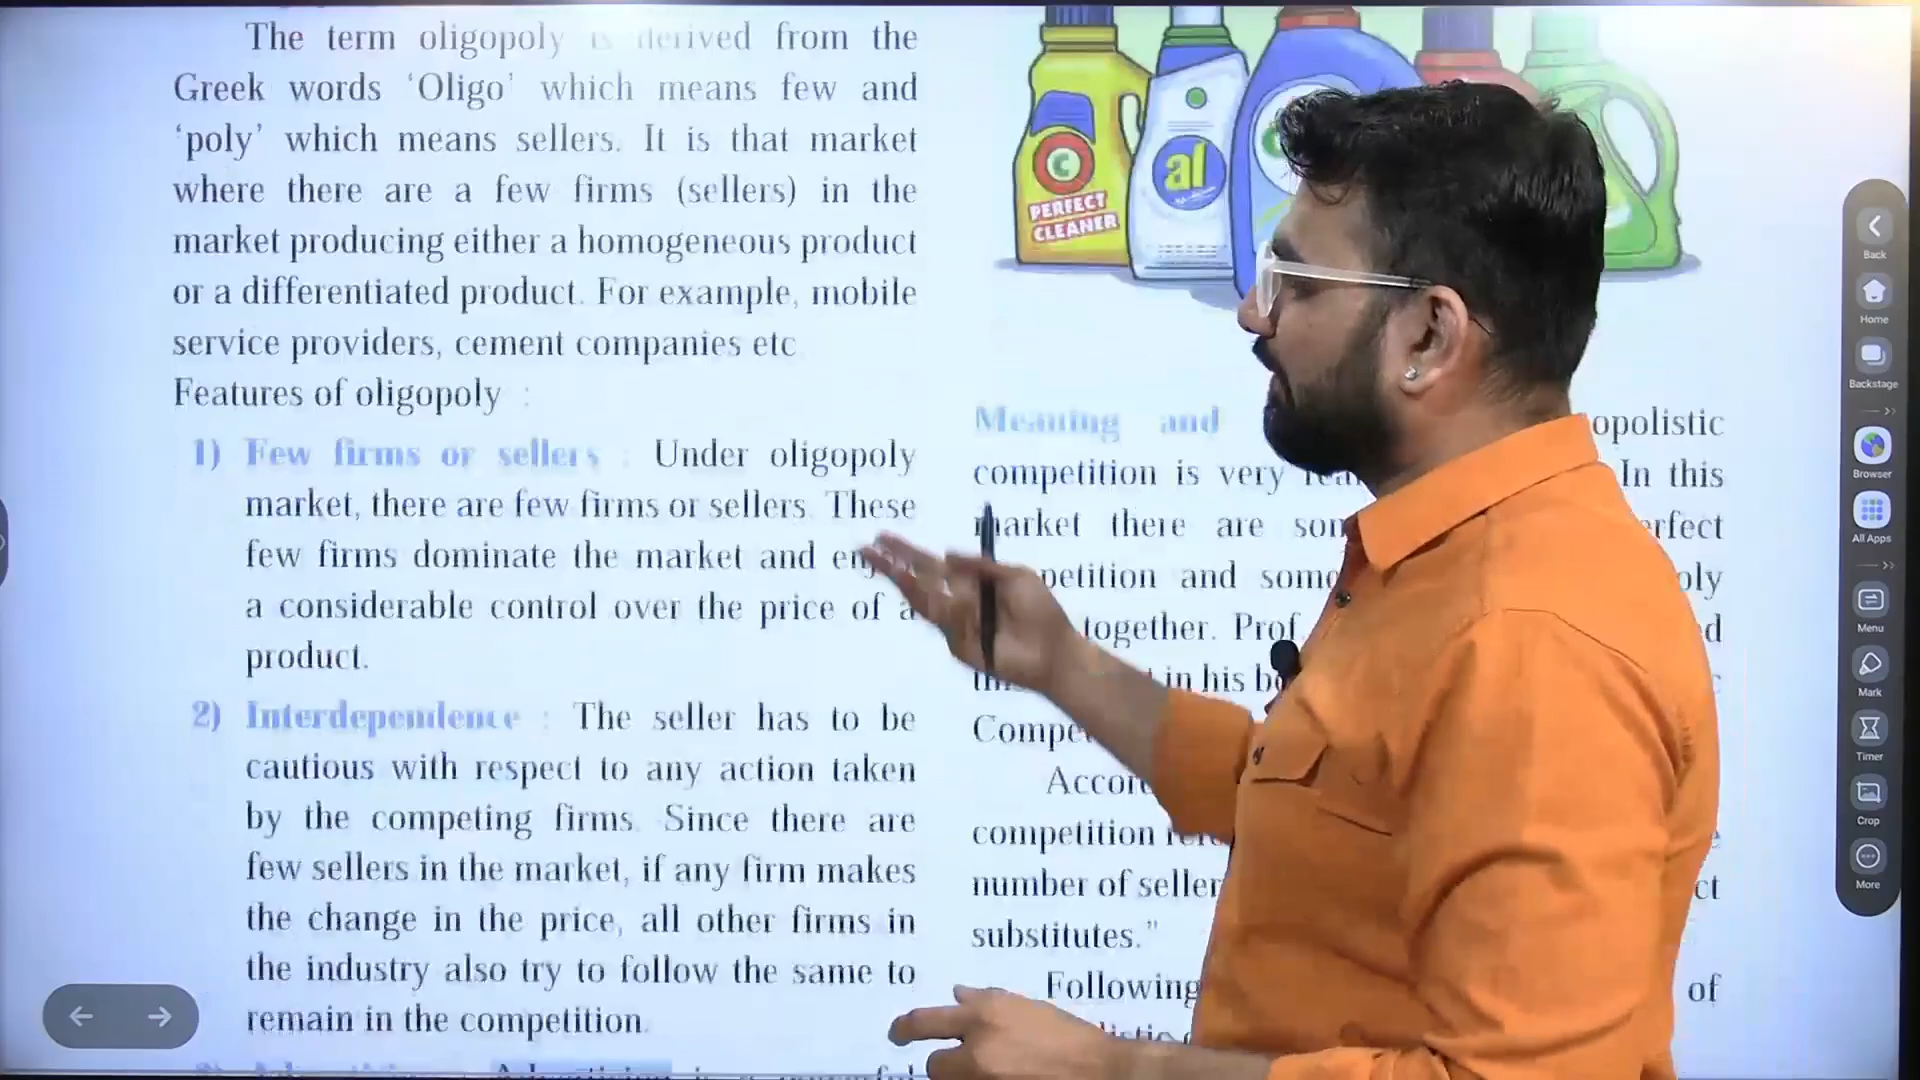 The term oligopoly is derived from the
Greek words ‘Oligo’ which means few and
‘poly’ which means sellers. It is that market
where there are a few firms (sellers) in the
market producing either a homogeneous product
or a differentiated product. For example, mobile
service providers, cement companies etc
Features of oligopoly :
1) Few firms or sellers : Under oligopoly
market, there are few firms or sellers. These
few firms dominate the market and
a considerable control over the price of a
product.
2) Interdependence : The seller has to be
cautious with respect to any action taken
by the competing firms. Since there are
few sellers in the market, if any firm makes
the change in the price, all other firms in
the industry also try to follow the same to
remain in the competition.
C
PERFECT
CLEANER
al
Meaning and
competition is very In this
market there are
and
together. Prof.
in his
competition
number of
substitutes.”
Following of
Back
Home
Backstage
Browser
All Apps
Menu
Mark
Timer
Crop
More